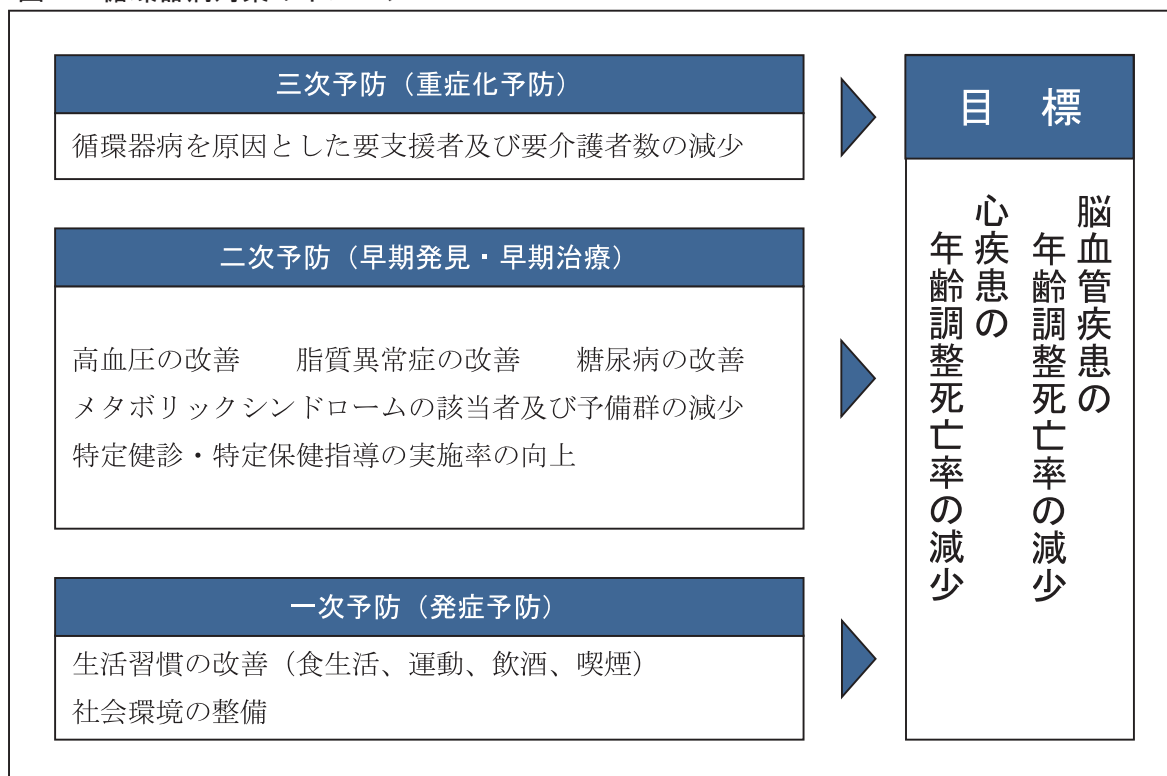 三次予防（重症化予防）
循環器病を原因とした要支援者及び要介護者数の減少
二次予防（早期発見・早期治療）
高血圧の改善　　脂質異常症の改善　　糖尿病の改善
メタボリックシンドロームの該当者及び予備群の減少
特定健診・特定保健指導の実施率の向上
一次予防（発症予防）
生活習慣の改善（食生活、運動、飲酒、喫煙）
社会環境の整備
目　標
脳血管疾患の
年齢調整死亡率の減少
心疾患の
年齢調整死亡率の減少